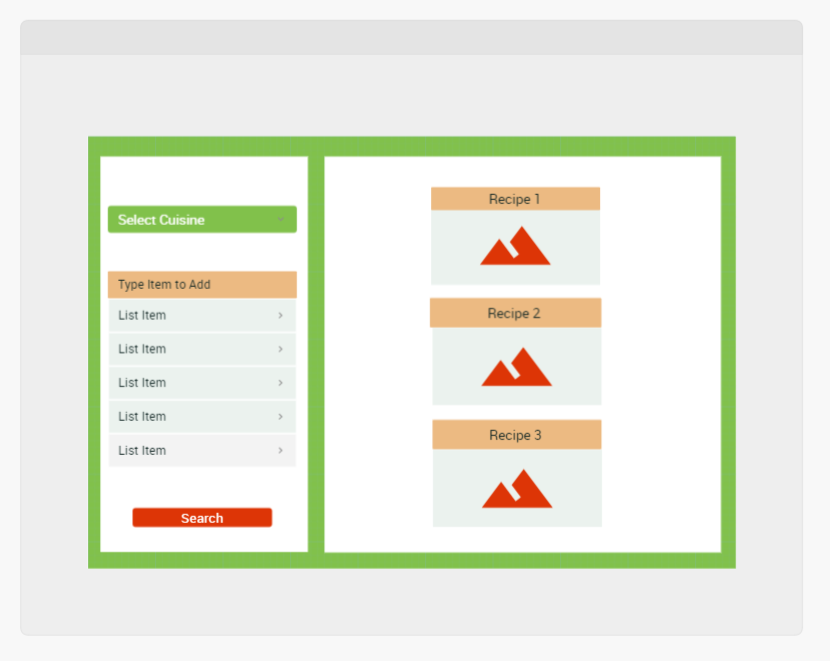 Select Cuisine
Type Item to Add
List Item
List Item
List Item
List Item
List Item
Search
Recipe 1
Recipe 2
Recipe 3